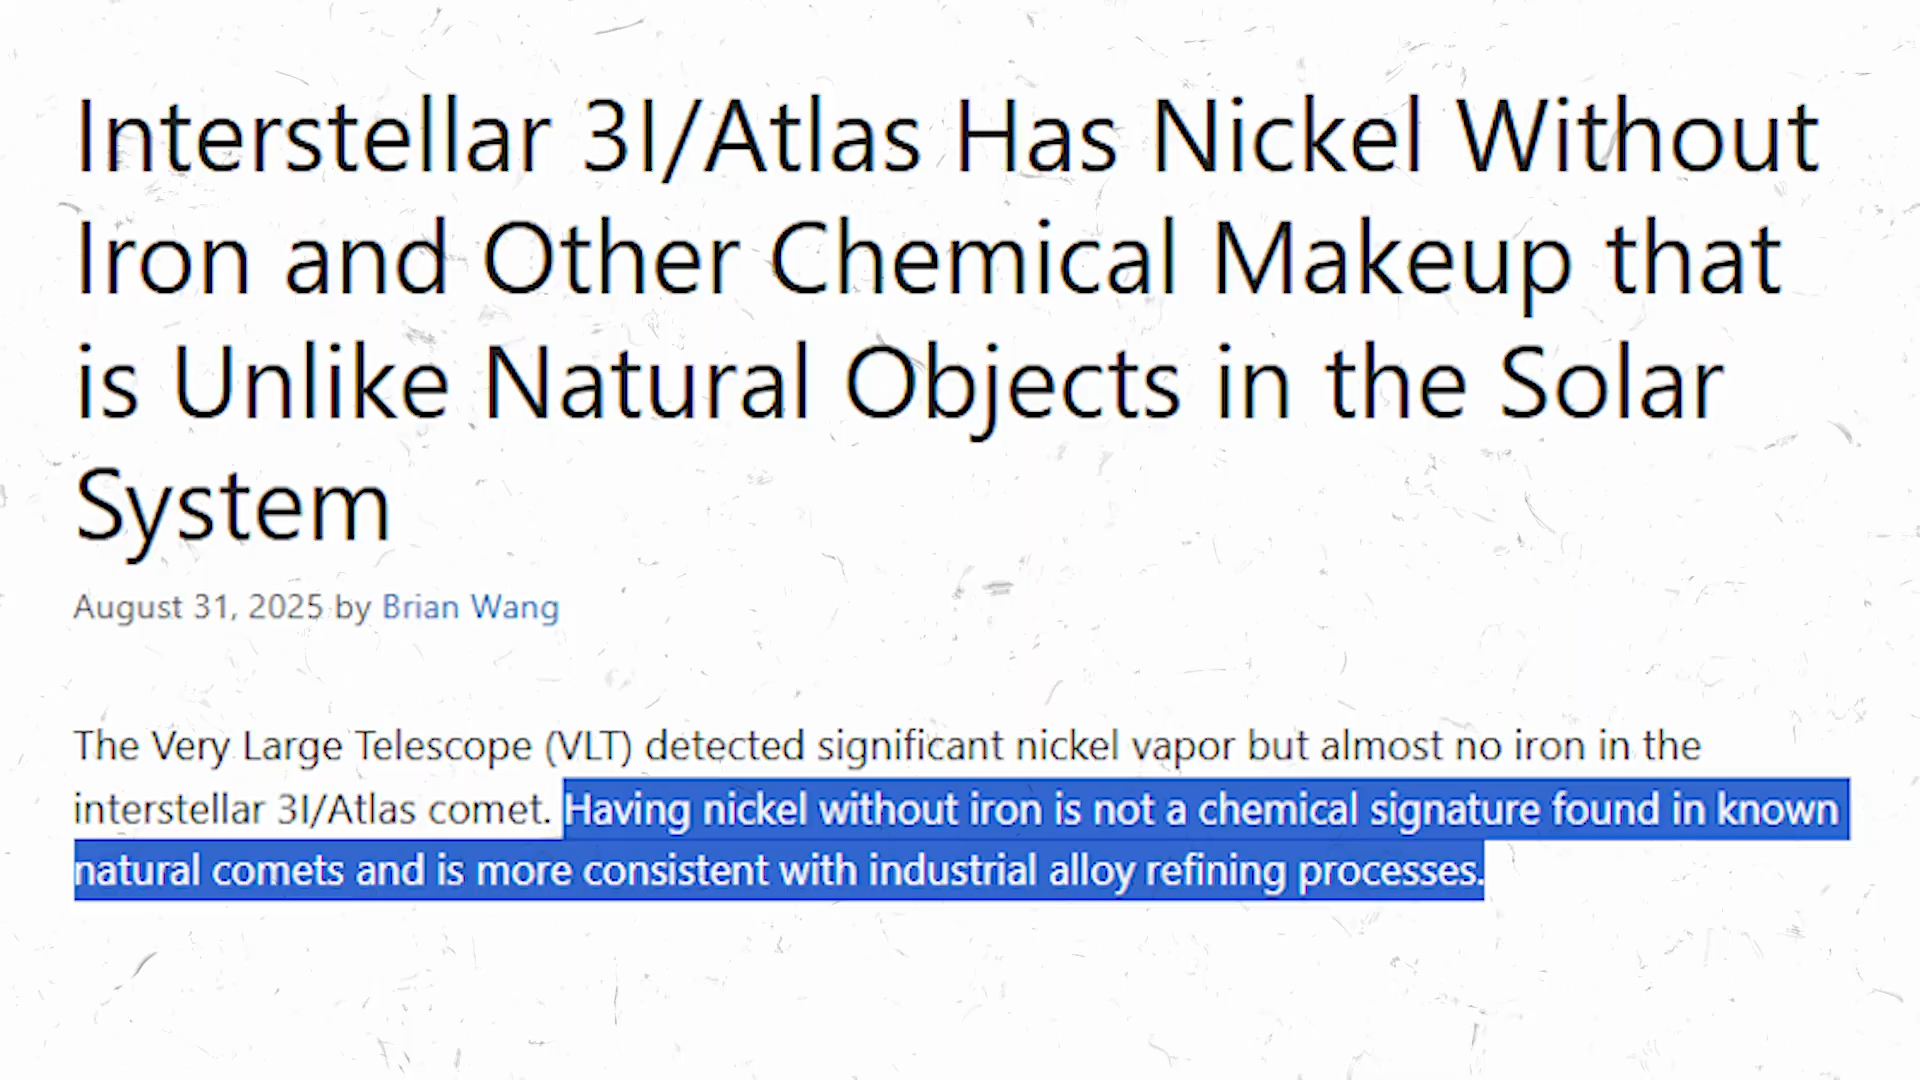 Interstellar 3I/Atlas Has Nickel Without
Iron and Other Chemical Makeup that
is Unlike Natural Objects in the Solar
System
August 31, 2025 by Brian Wang
The Very Large Telescope (VLT) detected significant nickel vapor but almost no iron in the
interstellar 3I/Atlas comet. Having nickel without iron is not a chemical signature found in known
natural comets and is more consistent with industrial alloy refining processes.